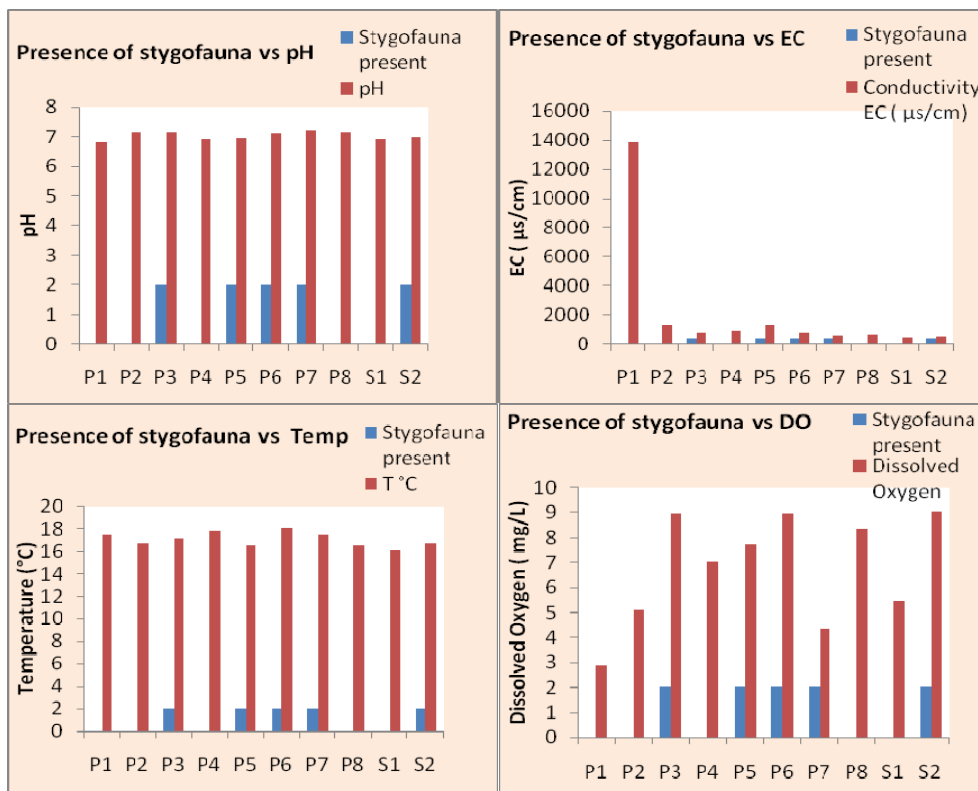 Presence of stygofauna vs pH
Stygofauna
present
pH
8
7
6
5
4
3
2
1
0
pH
P1 P2 P3 P4 P5 P6 P7 P8 S1 S2
Presence of stygofauna vs EC
Stygofauna
present
Conductivity
EC ( µs/cm)
16000
14000
12000
10000
8000
6000
4000
2000
0
EC ( µs/cm)
P1 P2 P3 P4 P5 P6 P7 P8 S1 S2
Presence of stygofauna vs Temp
Stygofauna
present
T °C
20
18
16
14
12
10
8
6
4
2
0
Temperature (°C)
P1 P2 P3 P4 P5 P6 P7 P8 S1 S2
Presence of stygofauna vs DO
Stygofauna
present
Dissolved
Oxygen
10
9
8
7
6
5
4
3
2
1
0
Dissolved Oxygen ( mg/L)
P1 P2 P3 P4 P5 P6 P7 P8 S1 S2